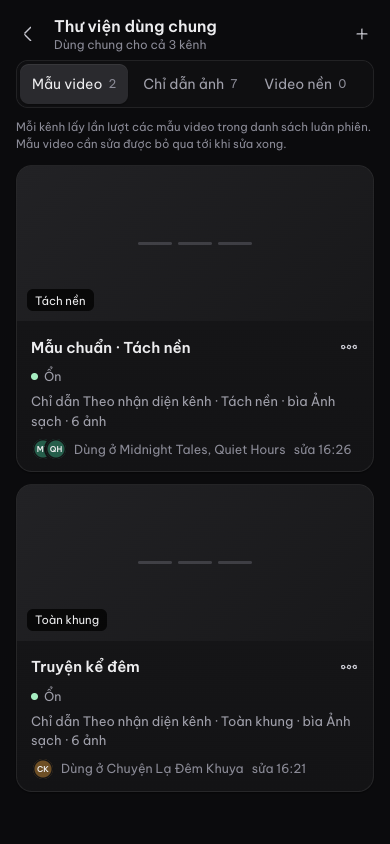 Thư viện dùng chung
Dùng chung cho cả 3 kênh
Mẫu video 2
Chỉ dẫn ảnh 7
Video nền 0
Mỗi kênh lấy lần lượt các mẫu video trong danh sách luân phiên.
Mẫu video cần sửa được bỏ qua tới khi sửa xong.
Tách nền
Mẫu chuẩn · Tách nền
Ổn
Chỉ dẫn Theo nhận diện kênh · Tách nền · bìa Ảnh
sạch · 6 ảnh
M QH Dùng ở Midnight Tales, Quiet Hours sửa 16:26
Toàn khung
Truyện kể đêm
Ổn
Chỉ dẫn Theo nhận diện kênh · Toàn khung · bìa Ảnh
sạch · 6 ảnh
CK Dùng ở Chuyện Lạ Đêm Khuya sửa 16:21